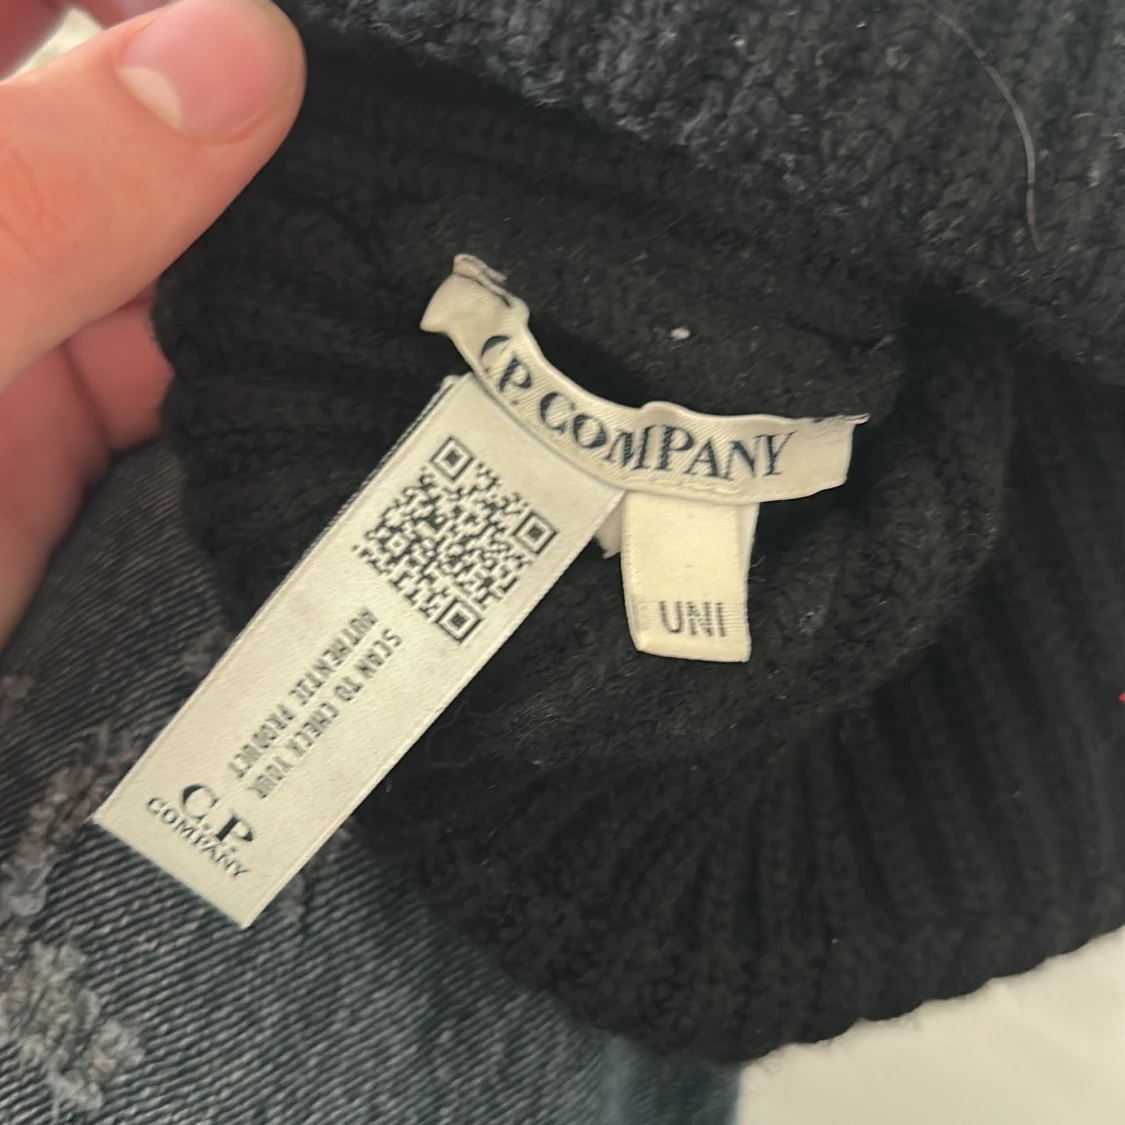 C.P. COMPANY
UNI
SCAN TO CHECK YOUR
AUTHENTIC PRODUCT
C.P.
COMPANY